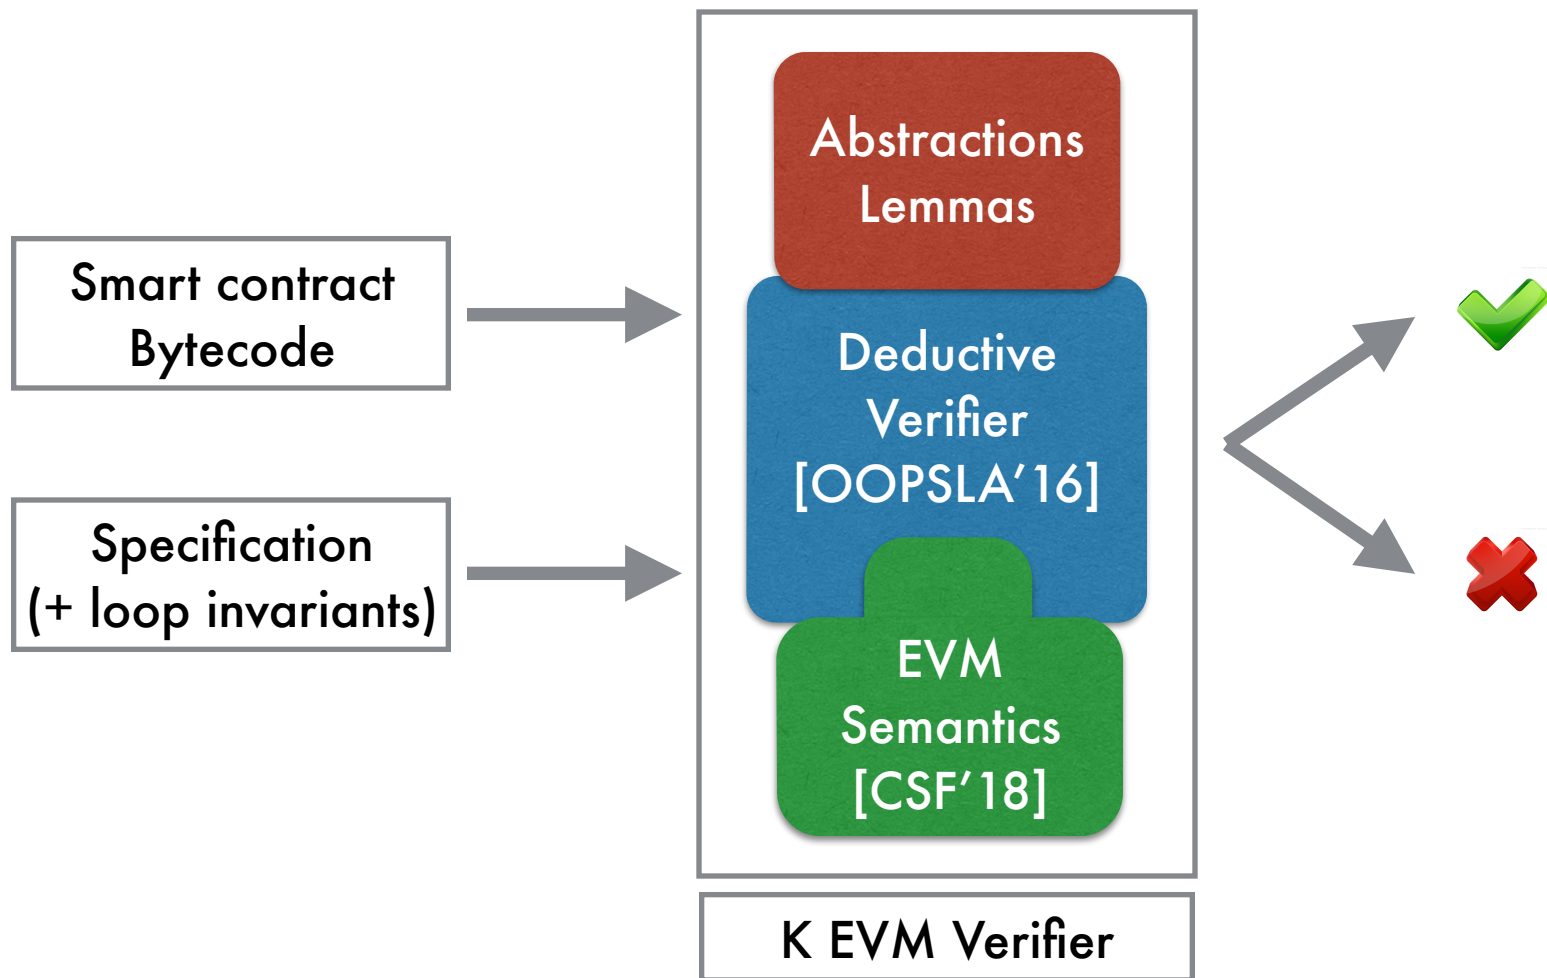 Smart contract
Bytecode
Specification
(+ loop invariants)
Abstractions
Lemmas
Deductive
Verifier
[OOPSLA’16]
EVM
Semantics
[CSF’18]
K EVM Verifier